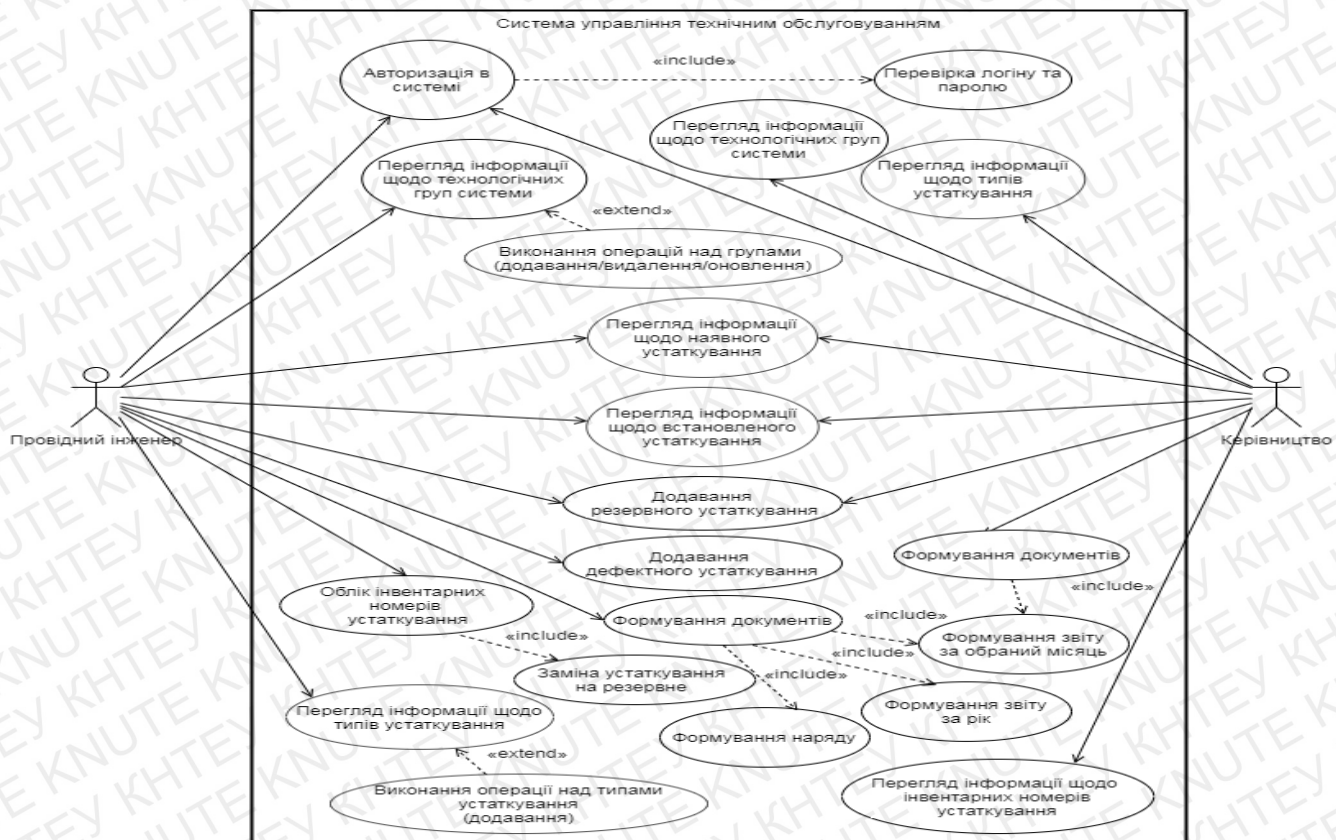 Система управління технічним обслуговуванням
Авторизація в
системі
«include»
Перевірка логіну та
паролю
Перегляд інформації
щодо технологічних
груп системи
Перегляд інформації
щодо технологічних груп
системи
Перегляд інформації
щодо типів
устаткування
«extend»
Виконання операцій над групами
(додавання/видалення/оновлення)
Перегляд інформації
щодо наявного
устаткування
Провідний інженер
Керівництво
Перегляд інформації
щодо встановленого
устаткування
Додавання
резервного устаткування
Додавання
дефектного устаткування
Формування документів
«include»
Облік інвентарних
номерів
устаткування
Формування документів
«include»
Формування звіту
за обраний місяць
«include»
«include»
Заміна устаткування
на резервне
«include»
Формування звіту
за рік
Перегляд інформації щодо
типів устаткування
Формування наряду
«extend»
Виконання операції над типами
устаткування
(додавання)
Перегляд інформації щодо
інвентарних номерів
устаткування
KHTEУ KNUTE